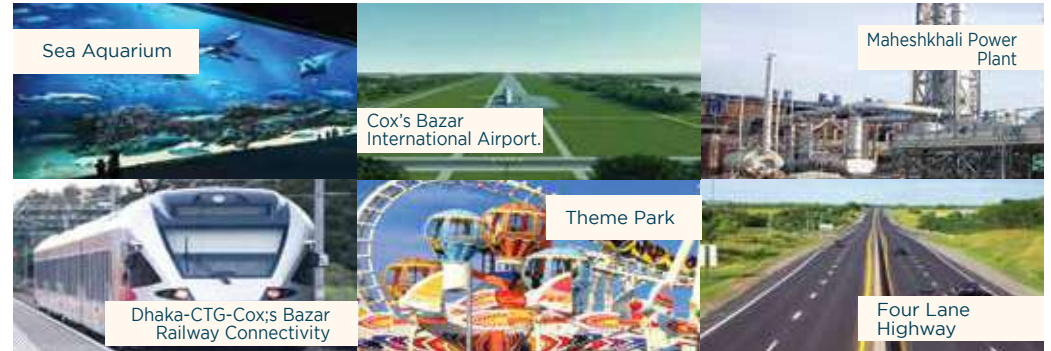 Sea Aquarium
Cox's Bazar
International Airport.
Maheshkhali Power
Plant
Dhaka-CTG-Cox;s Bazar
Railway Connectivity
Theme Park
Four Lane
Highway